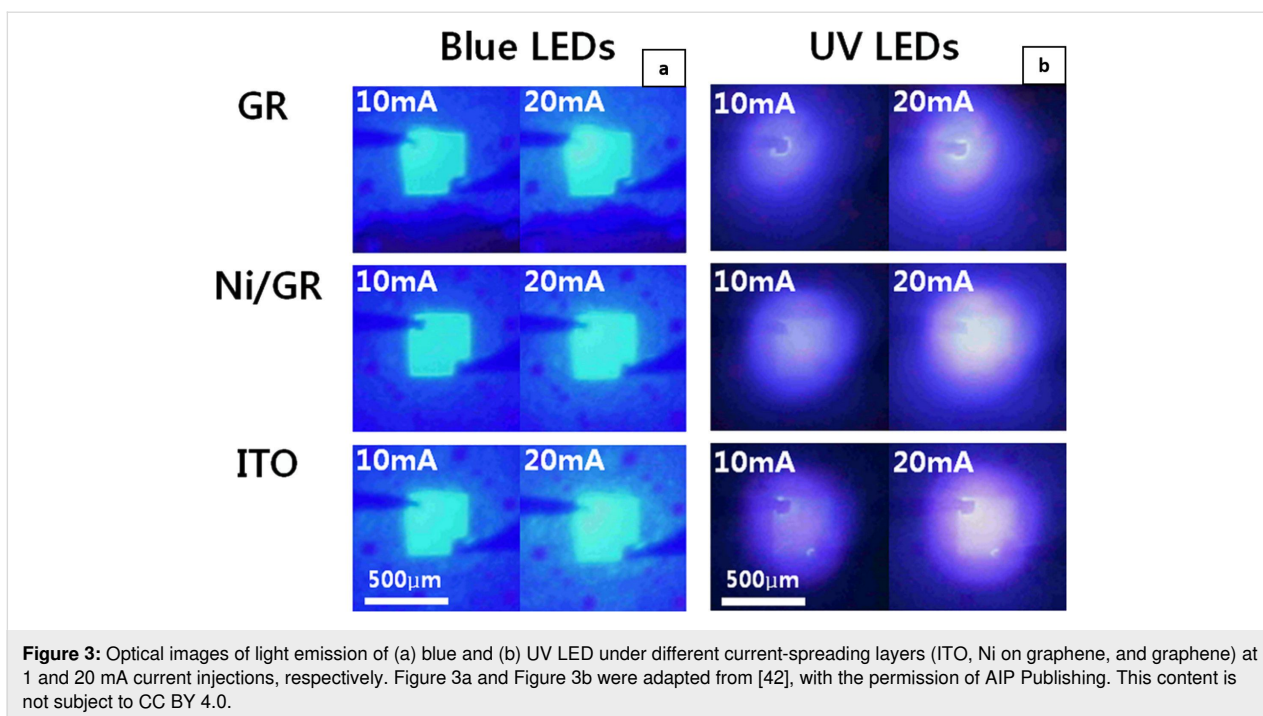 Blue LEDs
UV LEDs
a
b
GR
10mA
20mA
10mA
20mA
Ni/GR
10mA
20mA
10mA
20mA
ITO
10mA
20mA
10mA
20mA
500μm
500μm
Figure 3: Optical images of light emission of (a) blue and (b) UV LED under different current-spreading layers (ITO, Ni on graphene, and graphene) at
1 and 20 mA current injections, respectively. Figure 3a and Figure 3b were adapted from [42], with the permission of AIP Publishing. This content is
not subject to CC BY 4.0.